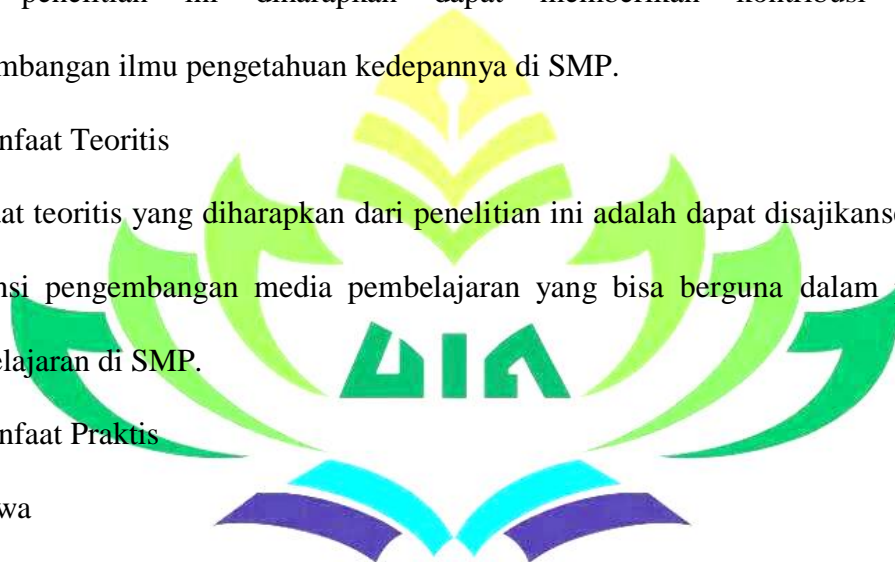 penelitian ini diharapkan dapat memberikan kontribusi
mbangan ilmu pengetahuan kedepannya di SMP.
nfaat Teoritis
at teoritis yang diharapkan dari penelitian ini adalah dapat disajikans
nsi pengembangan media pembelajaran yang bisa berguna dalam
elajaran di SMP.
UIN
nfaat Praktis
wa